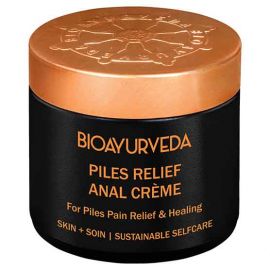 BIOAYURVEDA
PILES RELIEF
ANAL CRÈME
For Piles Pain Relief & Healing
SKIN + SOIN | SUSTAINABLE SELFCARE